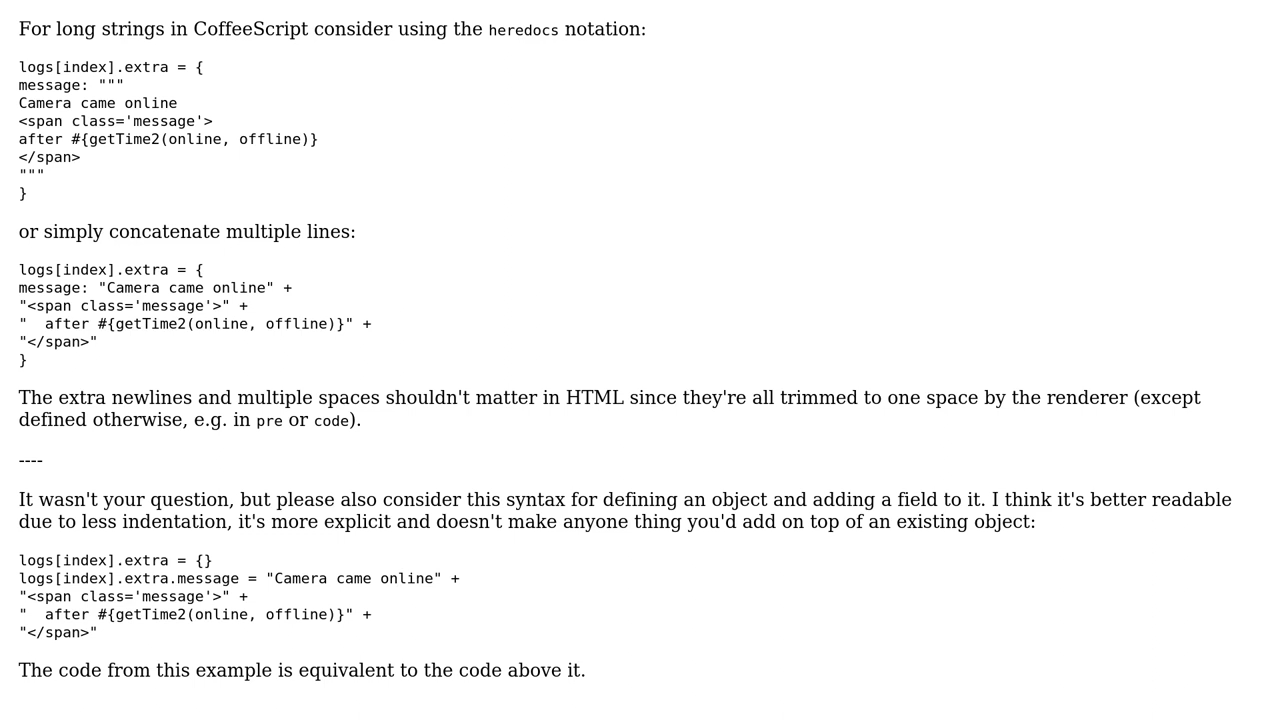 For long strings in CoffeeScript consider using the heredocs notation:
logs[index].extra = {
message: """
Camera came online
<span class='message'>
after #{getTime2(online, offline)}
</span>
"""
}
or simply concatenate multiple lines:
logs[index].extra = {
message: "Camera came online" +
"<span class='message'>" +
"  after #{getTime2(online, offline)}" +
"</span>"
}
The extra newlines and multiple spaces shouldn't matter in HTML since they're all trimmed to one space by the renderer (except
defined otherwise, e.g. in pre or code).
----
It wasn't your question, but please also consider this syntax for defining an object and adding a field to it. I think it's better readable
due to less indentation, it's more explicit and doesn't make anyone thing you'd add on top of an existing object:
logs[index].extra = {}
logs[index].extra.message = "Camera came online" +
"<span class='message'>" +
"  after #{getTime2(online, offline)}" +
"</span>"
The code from this example is equivalent to the code above it.